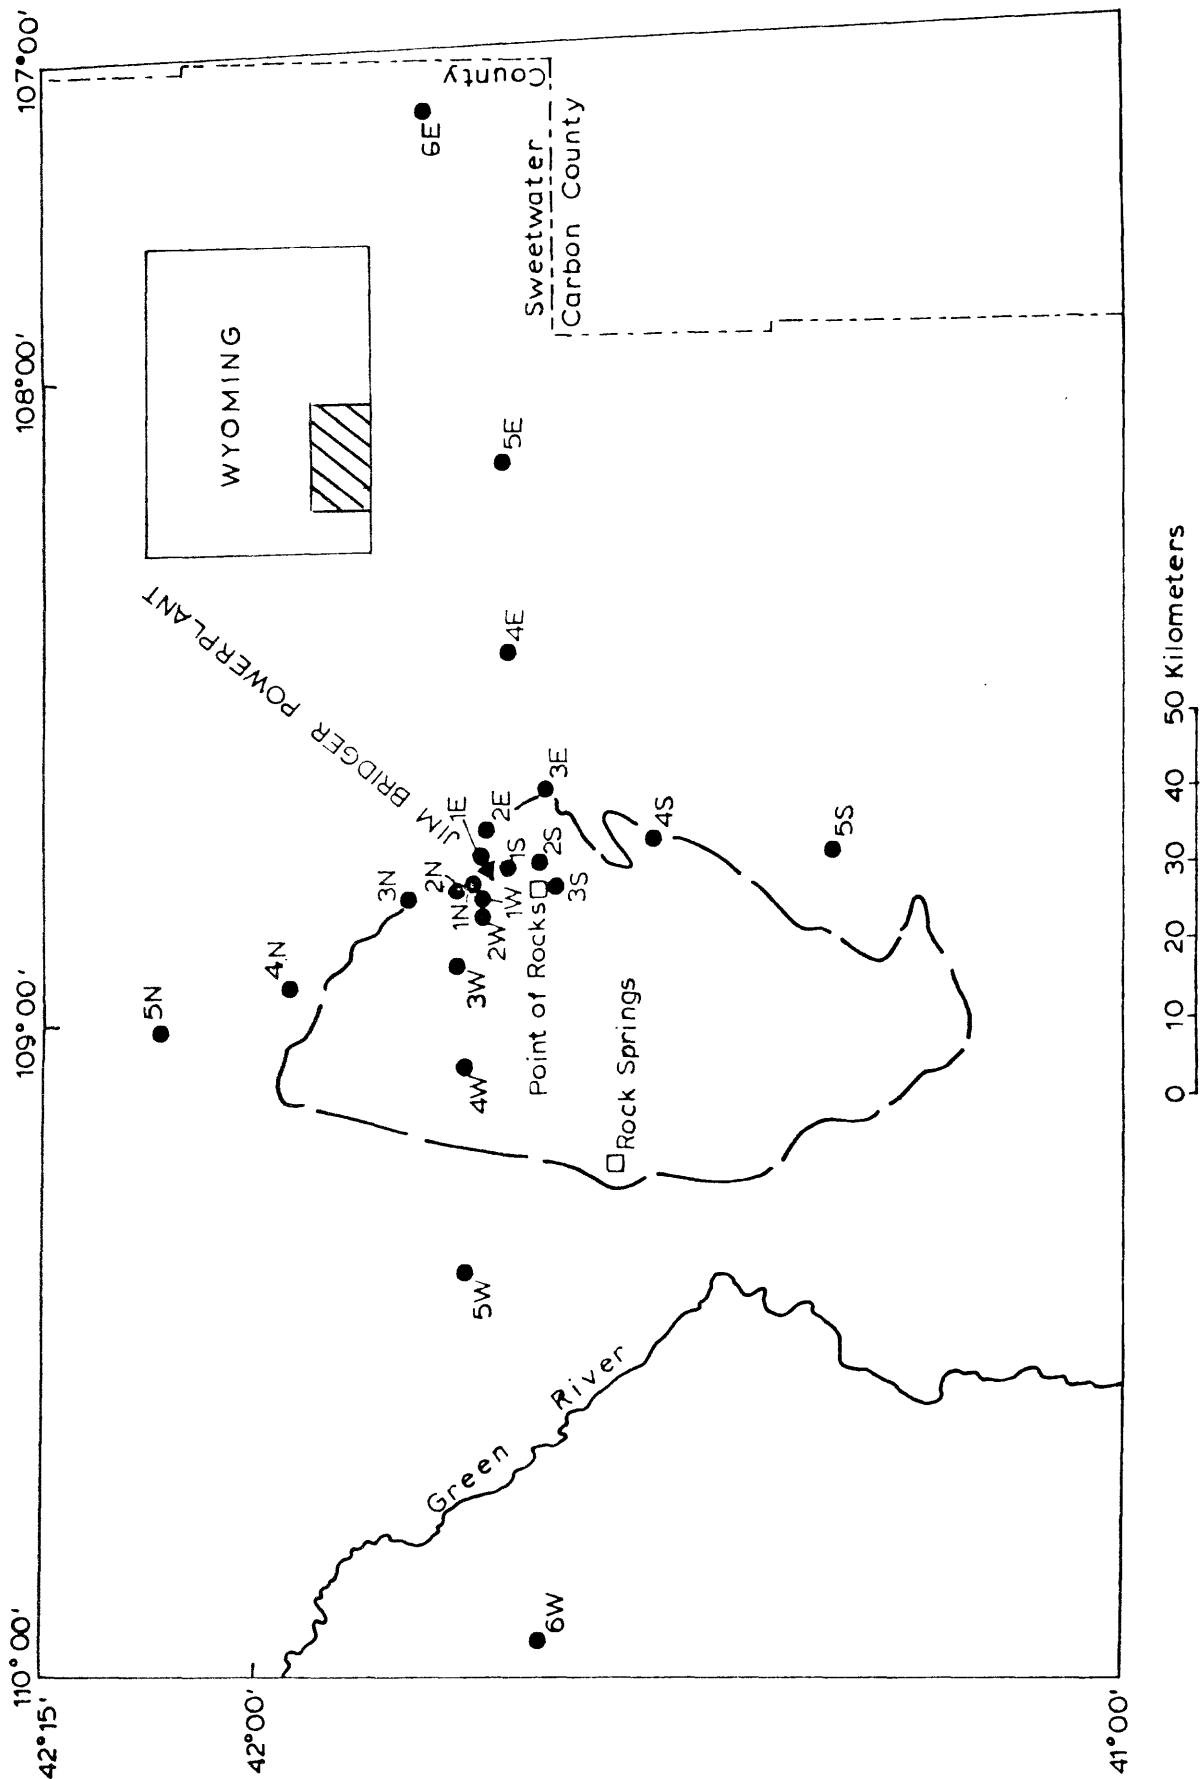 110°00'
109°00'
108°00'
107°00'
42°15'
42°00'
41°00'
WYOMING
JIM BRIDGER POWERPLANT
5N
4N
3N
2N
1N
1E
2E
3E
4E
5E
6E
1W
2W
3W
4W
5W
6W
1S
2S
3S
4S
5S
Point of Rocks
Rock Springs
Green River
Sweetwater County
Carbon County
0 10 20 30 40 50 Kilometers